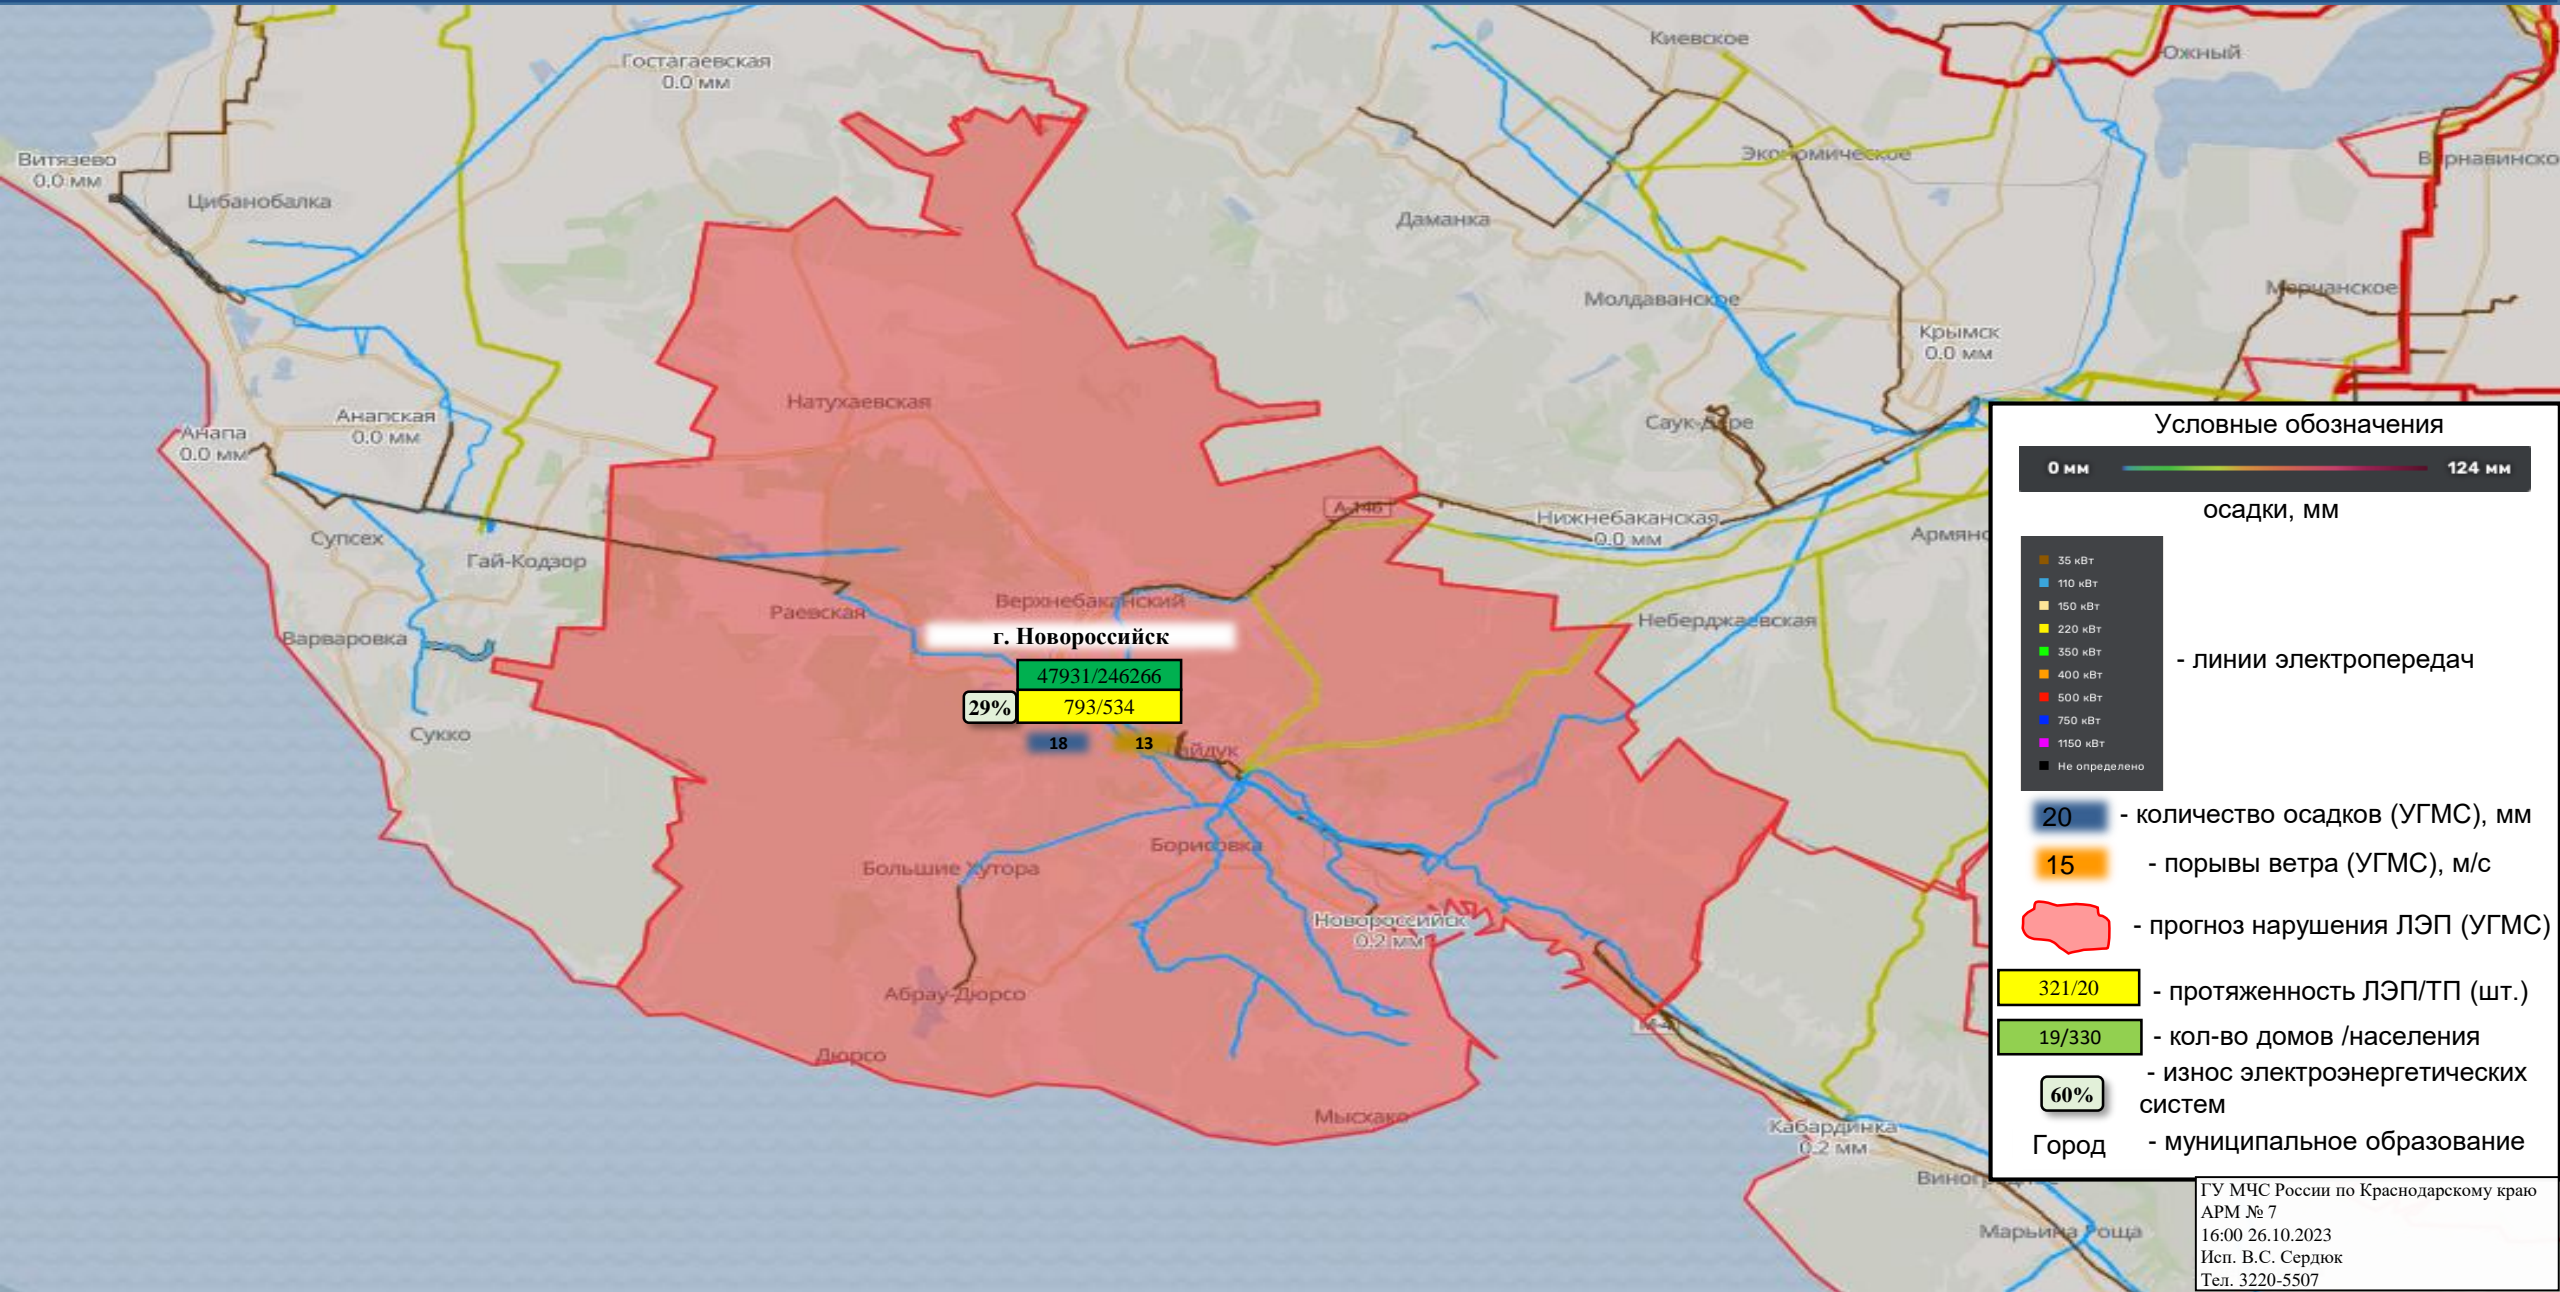 Киевское
Южный
Гостагаевская
0.0 мм
Витязево
0.0 мм
Цибанобалка
Экономическое
Даманка
Молдаванское
Мерчанское
Крымск
0.0 мм
Натухаевская
Анапская
0.0 мм
Анапа
0.0 мм
Саук-Дере
А-146
Нижнебаканская
0.0 мм
Супсех
Гай-Кодзор
Раевская
Верхнебаканский
Неберджаевская
Варваровка
г. Новороссийск
47931/246266
29%
793/534
18
13
Сукко
Борисовка
Большие Хутора
Новороссийск
0.2 мм
Абрау-Дюрсо
М-4
Дюрсо
Мысхако
Кабардинка
0.2 мм
Марьина Роща
Условные обозначения
0 мм
124 мм
осадки, мм
35 кВт
110 кВт
150 кВт
220 кВт
350 кВт
400 кВт
500 кВт
750 кВт
1150 кВт
Не определено
- линии электропередач
20 - количество осадков (УГМС), мм
15 - порывы ветра (УГМС), м/с
- прогноз нарушения ЛЭП (УГМС)
321/20 - протяженность ЛЭП/ТП (шт.)
19/330 - кол-во домов /населения
60% - износ электроэнергетических
систем
Город - муниципальное образование
ГУ МЧС России по Краснодарскому краю
АРМ № 7
16:00 26.10.2023
Исп. В.С. Сердюк
Тел. 3220-5507